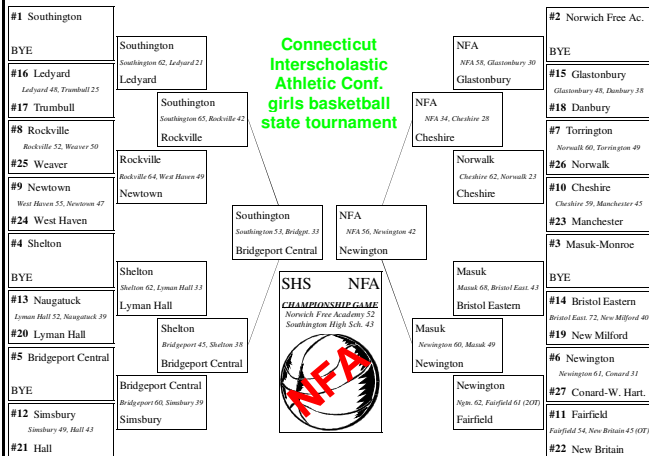 #1 Southington
BYE
#16 Ledyard
Ledyard 48, Trumbull 25
#17 Trumbull
#8 Rockville
Rockville 52, Weaver 50
#25 Weaver
#9 Newtown
West Haven 55, Newtown 47
#24 West Haven
#4 Shelton
BYE
#13 Naugatuck
Lyman Hall 52, Naugatuck 39
#20 Lyman Hall
#5 Bridgeport Central
BYE
#12 Simsbury
Simsbury 49, Hall 43
#21 Hall
Southington
Southington 62, Ledyard 21
Ledyard
Rockville
Rockville 64, West Haven 49
Newtown
Shelton
Shelton 62, Lyman Hall 33
Lyman Hall
Bridgeport Central
Bridgeport 60, Simsbury 39
Simsbury
Southington
Southington 65, Rockville 42
Rockville
Shelton
Bridgeport 45, Shelton 38
Bridgeport Central
Southington
Southington 53, Bridgpt. 33
Bridgeport Central
Connecticut
Interscholastic
Athletic Conf.
girls basketball
state tournament
SHS NFA
CHAMPIONSHIP GAME
Norwich Free Academy 52
Southington High Sch. 43
NFA
NFA
NFA 56, Newington 42
Newington
NFA
NFA 34, Cheshire 28
Cheshire
Masuk
Newington 60, Masuk 49
Newington
NFA
NFA 58, Glastonbury 30
Glastonbury
Norwalk
Cheshire 62, Norwalk 23
Cheshire
Masuk
Masuk 68, Bristol East. 43
Bristol Eastern
Newington
Ngtn. 62, Fairfield 61 (2OT)
Fairfield
#2 Norwich Free Ac.
BYE
#15 Glastonbury
Glastonbury 48, Danbury 38
#18 Danbury
#7 Torrington
Norwalk 60, Torrington 49
#26 Norwalk
#10 Cheshire
Cheshire 59, Manchester 45
#23 Manchester
#3 Masuk-Monroe
BYE
#14 Bristol Eastern
Bristol East. 72, New Milford 40
#19 New Milford
#6 Newington
Newington 61, Conard 31
#27 Conard-W. Hart.
#11 Fairfield
Fairfield 54, New Britain 45 (OT)
#22 New Britain